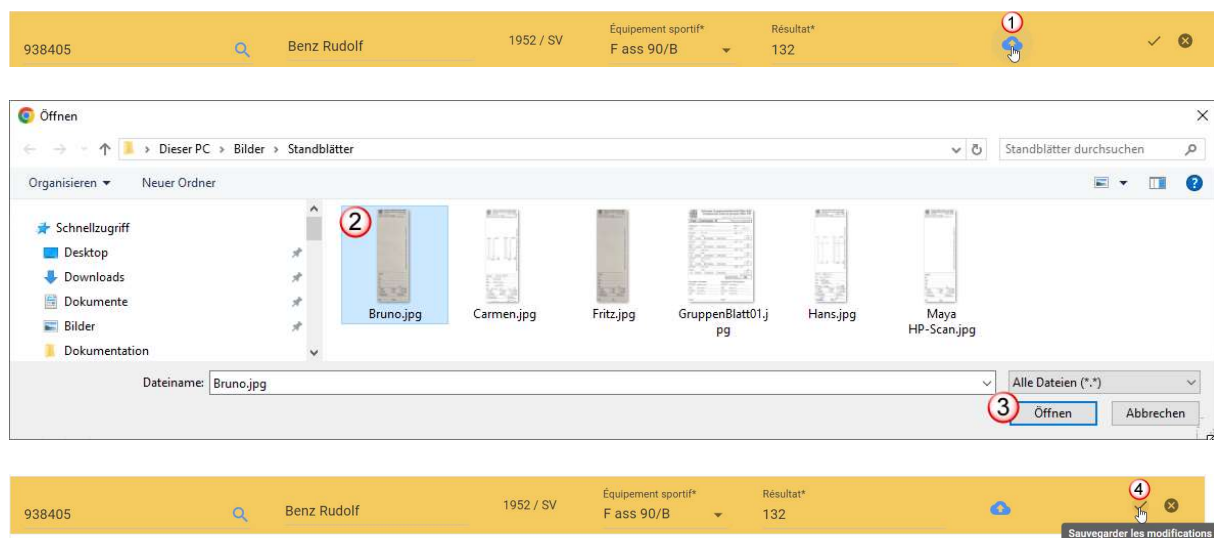 1
Équipement sportif* Résultat*
938405 Benz Rudolf 1952 / SV F ass 90/B 132
Öffnen
Dieser PC > Bilder > Standblätter Standblätter durchsuchen
Organisieren Neuer Ordner ?
Schnellzugriff
Desktop
Downloads
Dokumente
Bilder
Dokumentation
2
Bruno.jpg Carmen.jpg Fritz.jpg GruppenBlatt01.j Hans.jpg Maya
pg HP-Scan.jpg
Dateiname: Bruno.jpg Alle Dateien (*.*)
3 Öffnen Abbrechen
4
Équipement sportif* Résultat*
938405 Benz Rudolf 1952 / SV F ass 90/B 132
Sauvegarder les modifications